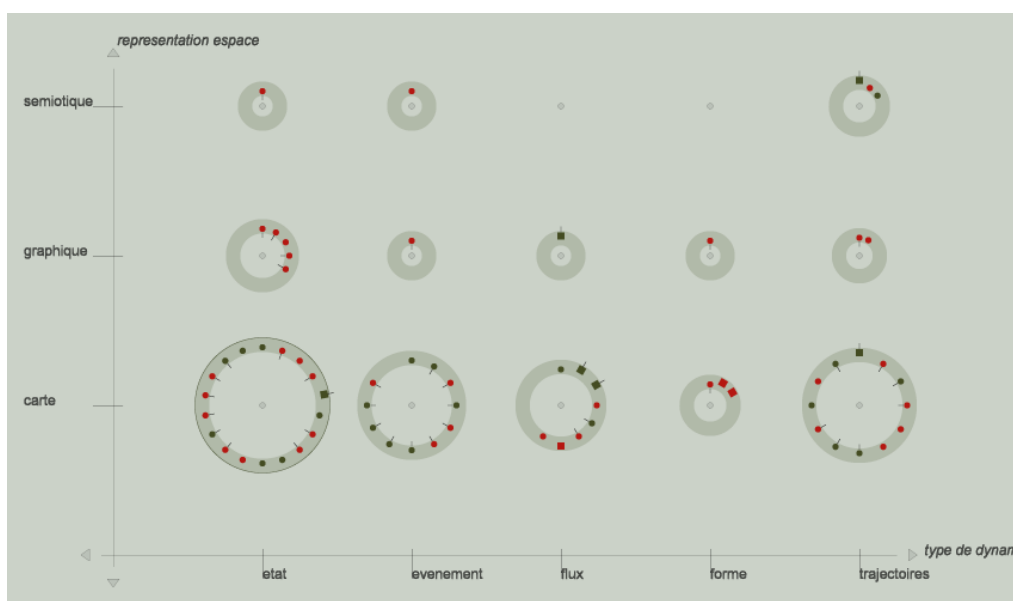 representation espace
semiotique
graphique
carte
type de dynam
etat
evenement
flux
forme
trajectoires